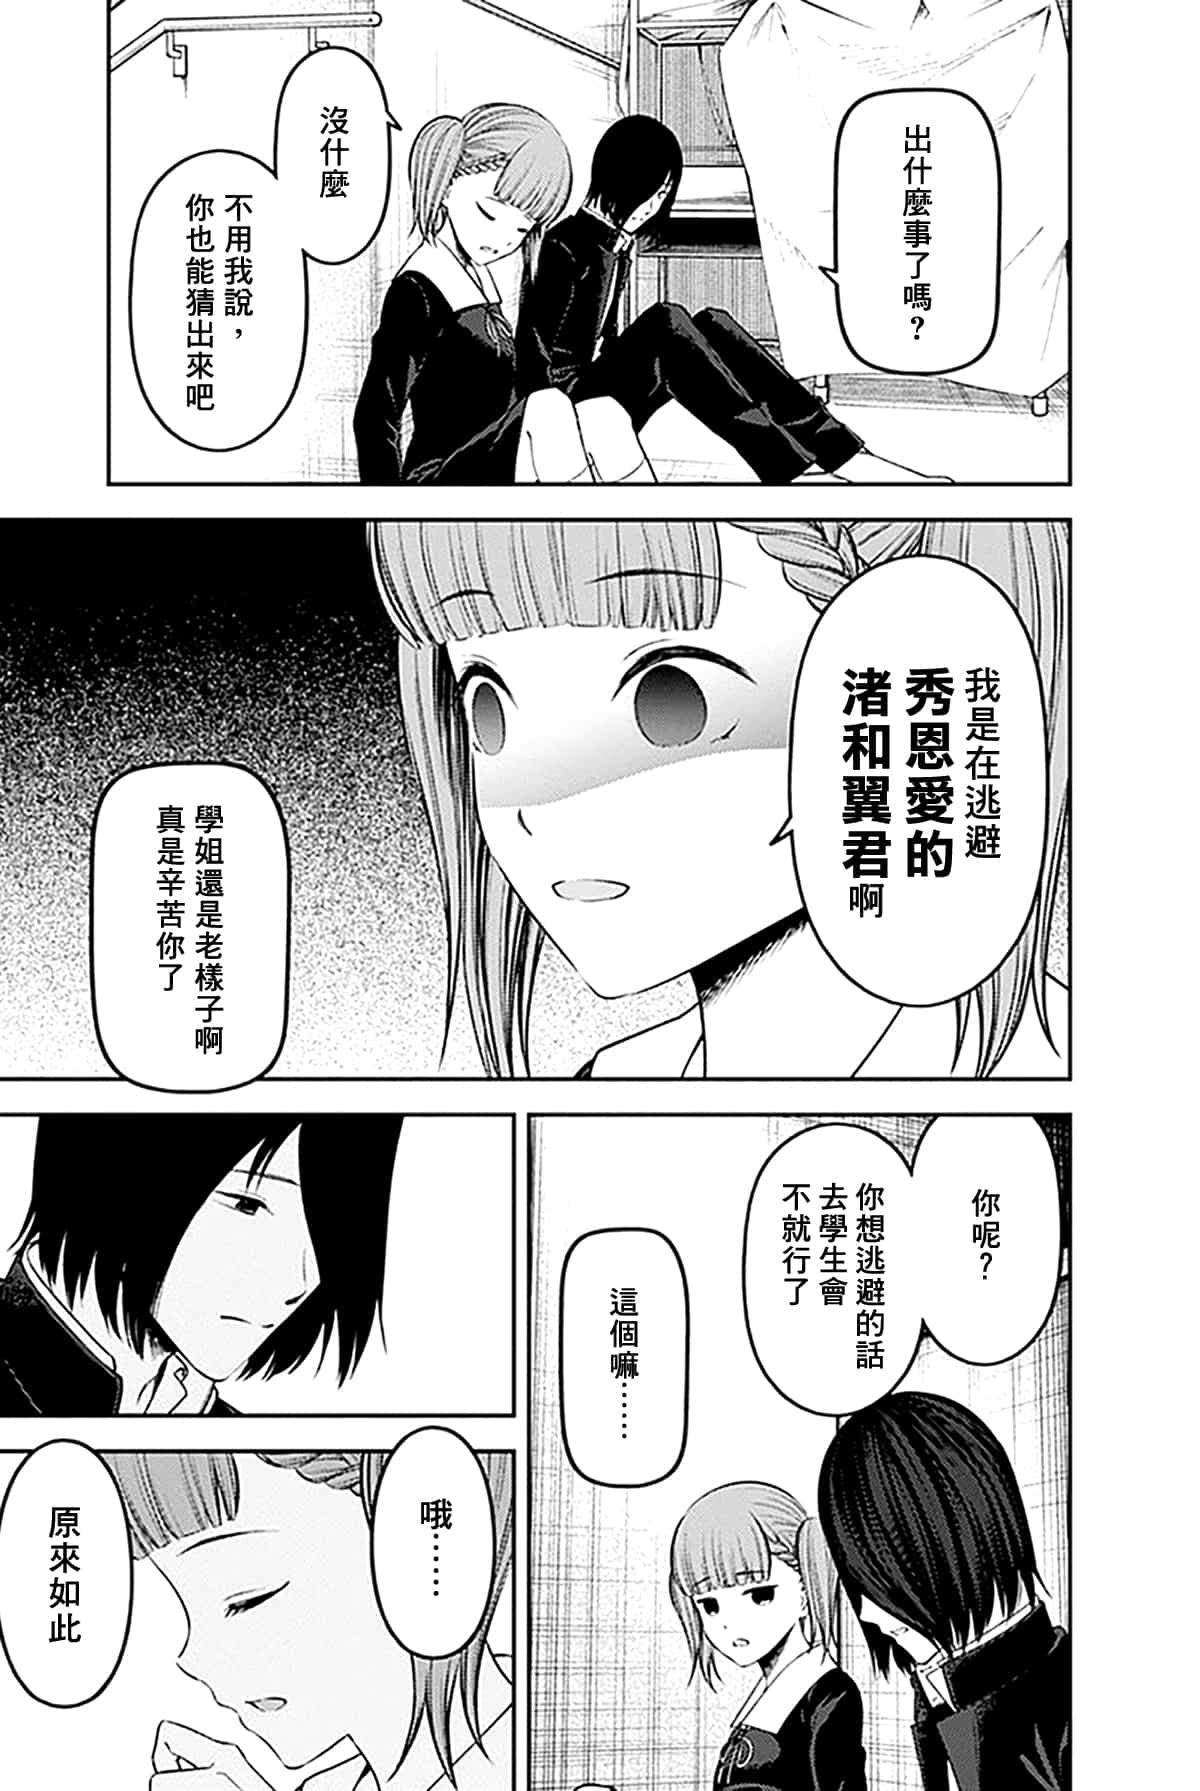 出什麼事了嗎?
沒什麼
不用我說，
你也能猜出來吧
我是在逃避
秀恩愛的
渚和翼君啊
學姐還是老樣子啊
真是辛苦你了
你呢?
你想逃避的話
去學生會
不就行了
這個嘛……
哦……
原來如此